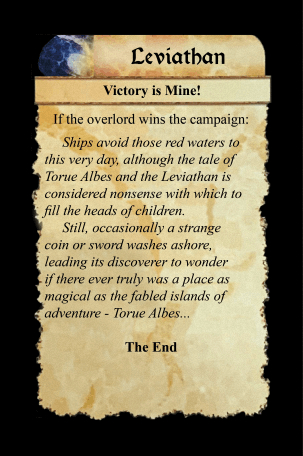 Leviathan
Victory is Mine!
If the overlord wins the campaign:
Ships avoid those red waters to
this very day, although the tale of
Torue Albes and the Leviathan is
considered nonsense with which to
fill the heads of children.
Still, occasionally a strange
coin or sword washes ashore,
leading its discoverer to wonder
if there ever truly was a place as
magical as the fabled islands of
adventure - Torue Albes...
The End